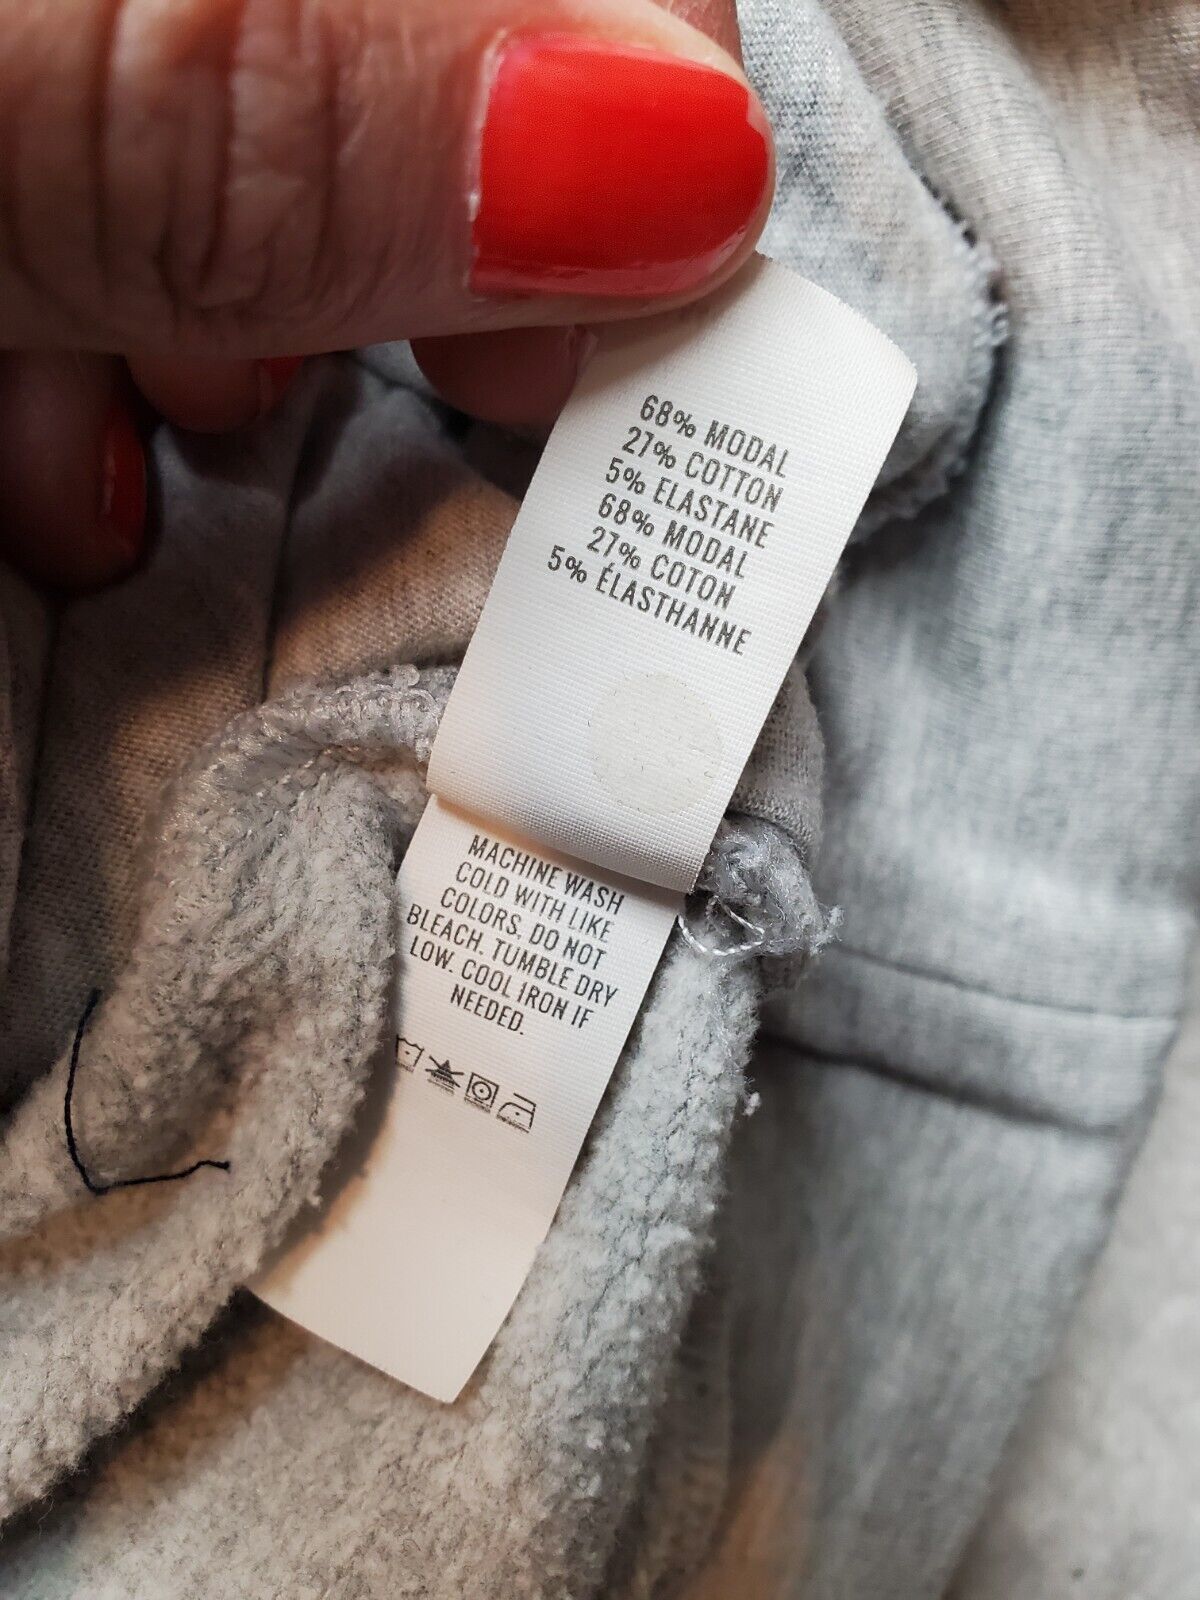 68% MODAL
27% COTTON
5% ELASTANE
68% MODAL
27% COTON
5% ÉLASTHANNE
MACHINE WASH
COLD WITH LIKE
COLORS. DO NOT
BLEACH. TUMBLE DRY
LOW. COOL IRON IF
NEEDED.